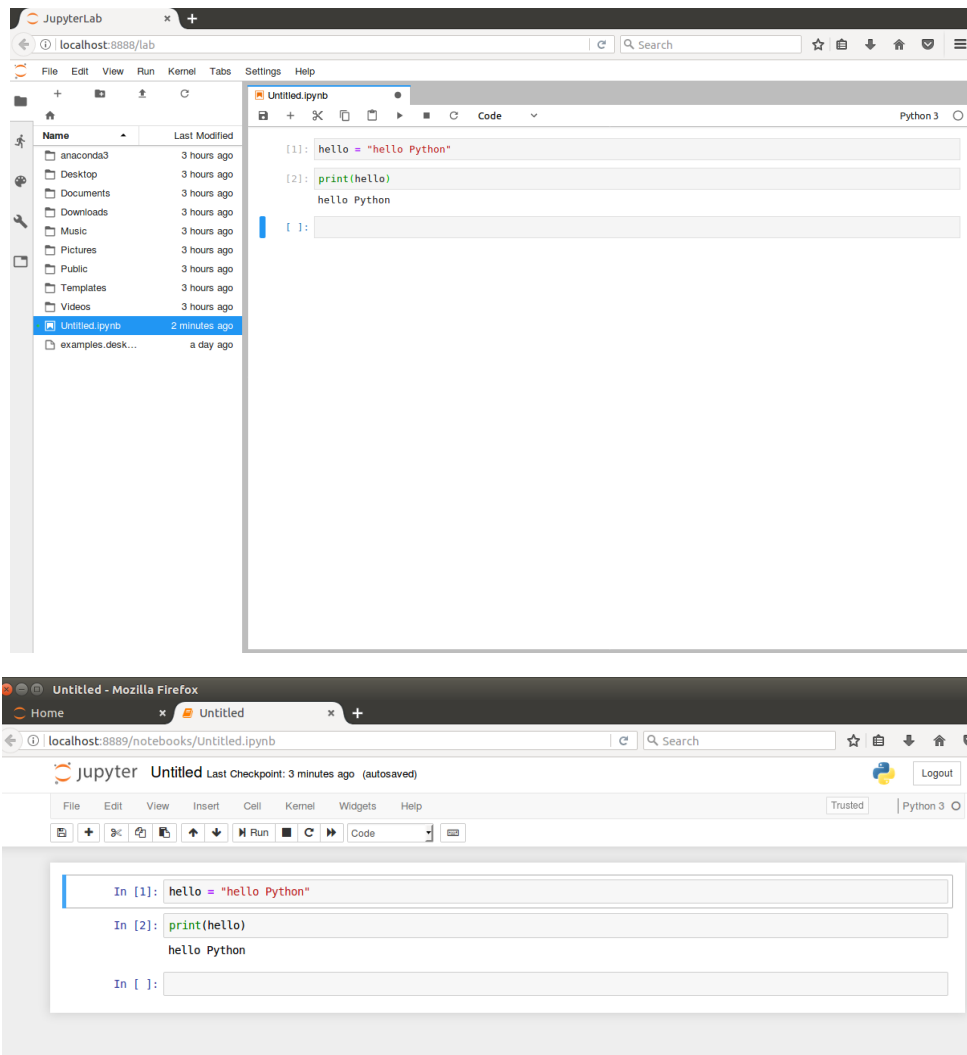 JupyterLab × +
localhost:8888/lab Search
File Edit View Run Kernel Tabs Settings Help
Untitled.ipynb
Code Python 3
Name Last Modified
anaconda3 3 hours ago
Desktop 3 hours ago
Documents 3 hours ago
Downloads 3 hours ago
Music 3 hours ago
Pictures 3 hours ago
Public 3 hours ago
Templates 3 hours ago
Videos 3 hours ago
Untitled.ipynb 2 minutes ago
examples.desk... a day ago
[1]: hello = "hello Python"
[2]: print(hello)
hello Python
[ ]:
Untitled - Mozilla Firefox
Home × Untitled × +
localhost:8889/notebooks/Untitled.ipynb Search
jupyter Untitled Last Checkpoint: 3 minutes ago (autosaved) Logout
File Edit View Insert Cell Kernel Widgets Help Trusted Python 3
Run Code
In [1]: hello = "hello Python"
In [2]: print(hello)
hello Python
In [ ]: